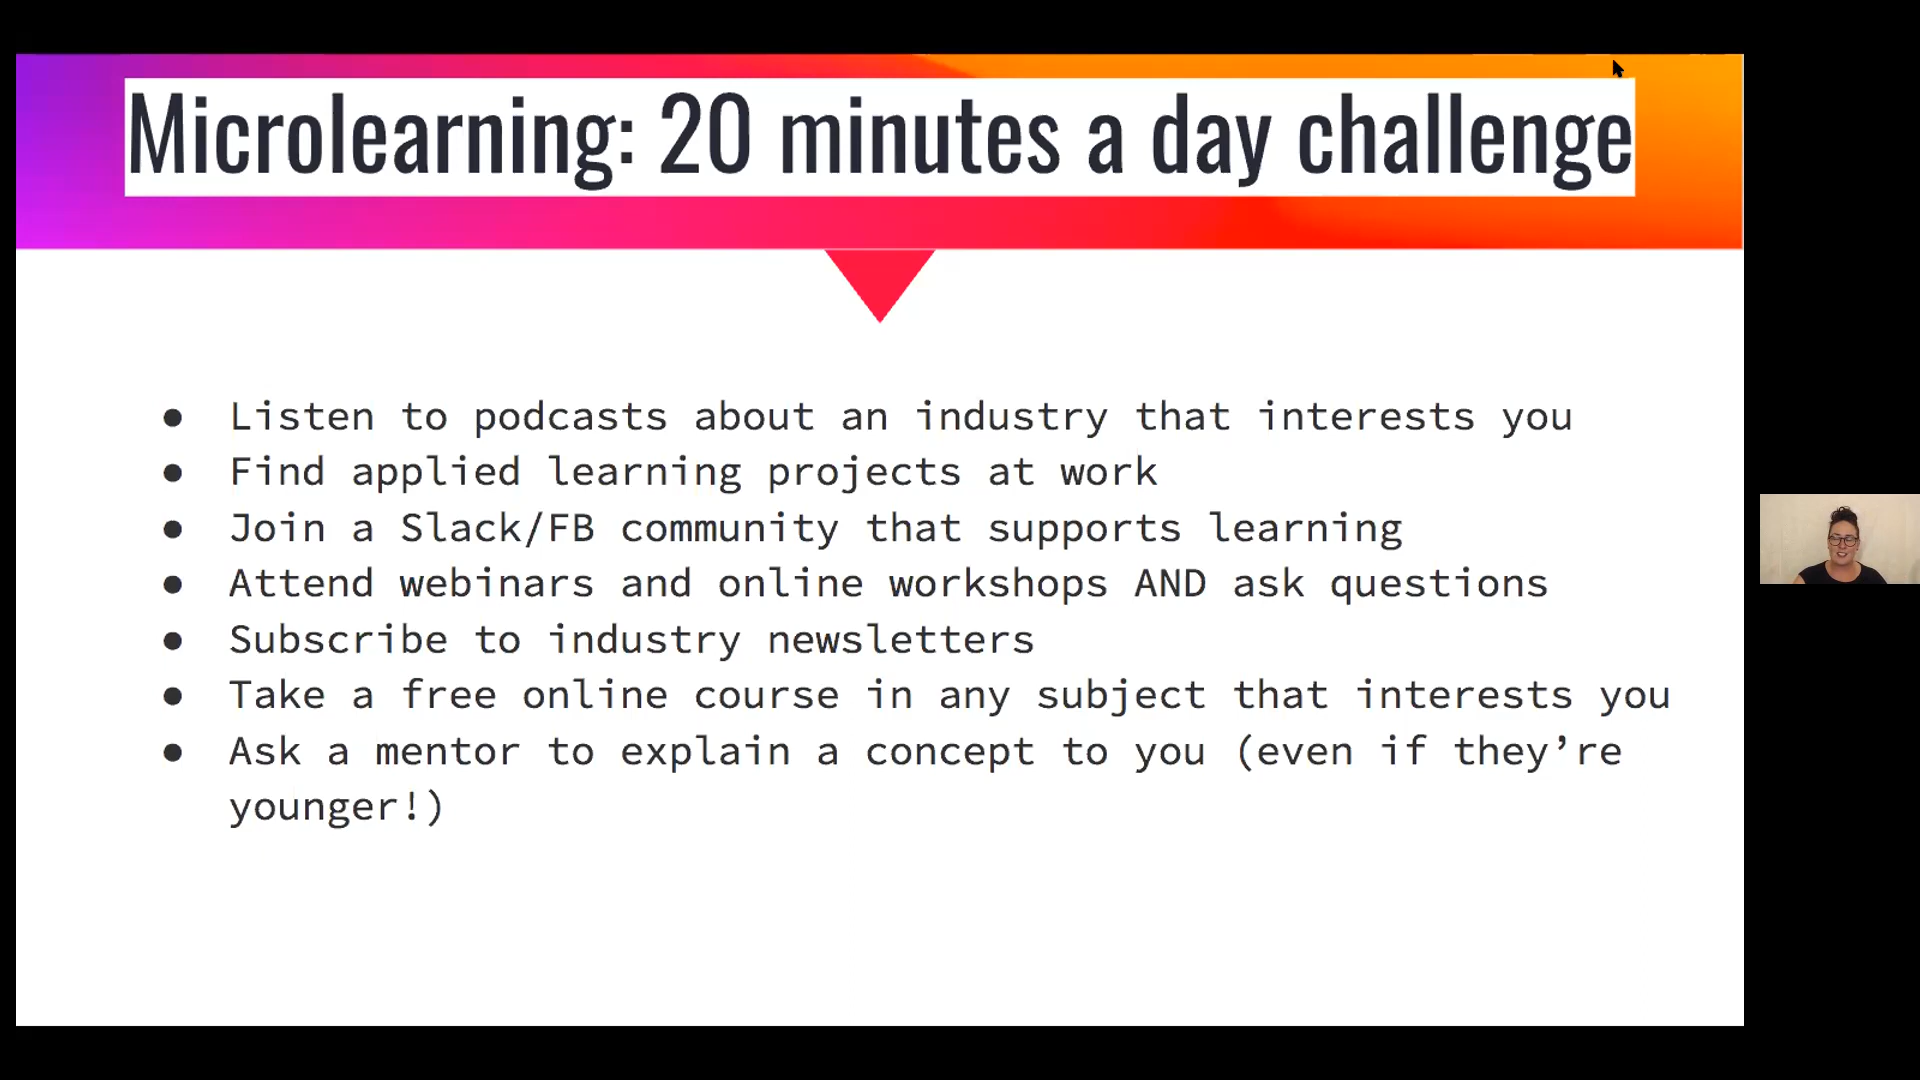 Microlearning: 20 minutes a day challenge
● Listen to podcasts about an industry that interests you
● Find applied learning projects at work
● Join a Slack/FB community that supports learning
● Attend webinars and online workshops AND ask questions
● Subscribe to industry newsletters
● Take a free online course in any subject that interests you
● Ask a mentor to explain a concept to you (even if they’re
younger!)